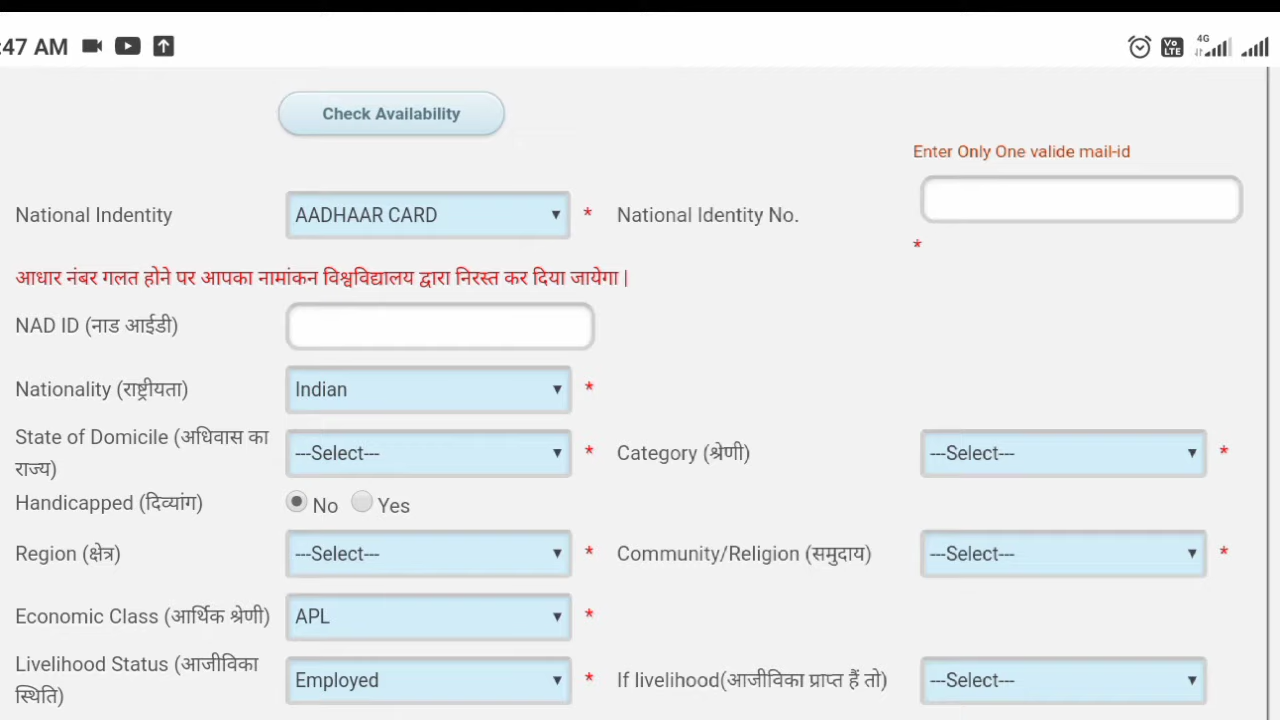 :47 AM
4G
Vo LTE
Check Availability
Enter Only One valide mail-id
National Indentity AADHAAR CARD ▼ * National Identity No.
*
आधार नंबर गलत होने पर आपका नामांकन विश्वविद्यालय द्वारा निरस्त कर दिया जायेगा |
NAD ID (नाड आईडी)
Nationality (राष्ट्रीयता) Indian ▼ *
State of Domicile (अधिवास का
राज्य) ---Select--- ▼ * Category (श्रेणी) ---Select--- ▼ *
Handicapped (दिव्यांग) No Yes
Region (क्षेत्र) ---Select--- ▼ * Community/Religion (समुदाय) ---Select--- ▼ *
Economic Class (आर्थिक श्रेणी) APL ▼ *
Livelihood Status (आजीविका
स्थिति) Employed ▼ * If livelihood(आजीविका प्राप्त हैं तो) ---Select--- ▼